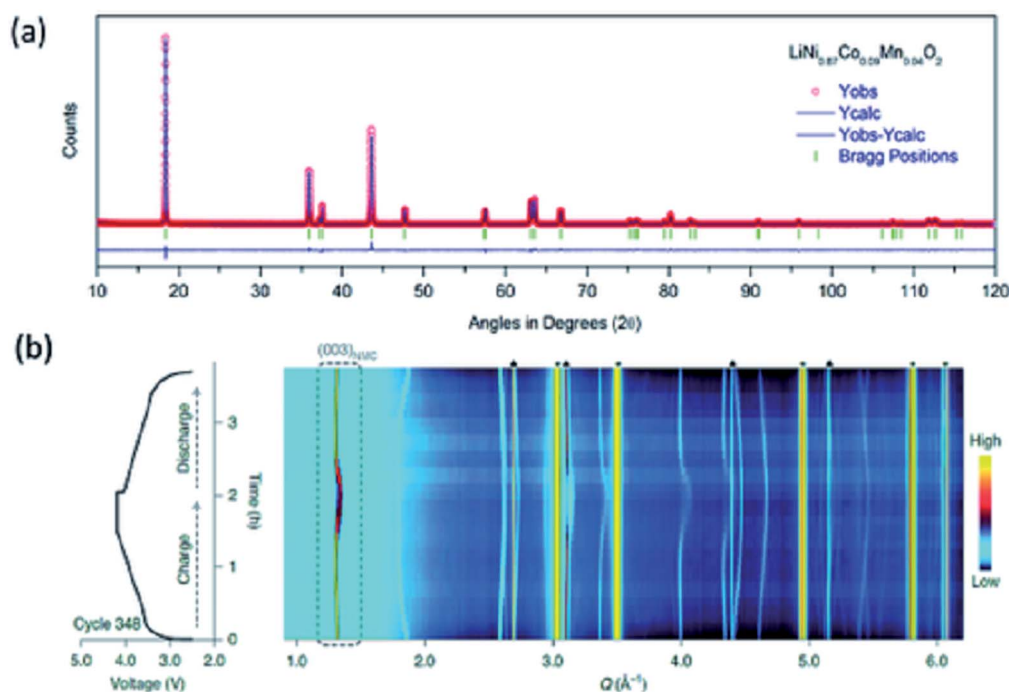 (a)
LiNi0.87Co0.09Mn0.04O2
Yobs
Ycalc
Yobs-Ycalc
Bragg Positions
Counts
10 20 30 40 50 60 70 80 90 100 110 120
Angles in Degrees (2θ)
(b)
(003)NMC
Discharge
Charge
Cycle 348
3
2
1
0
Time (h)
5.0 4.0 3.0 2.0
Voltage (V)
1.0 2.0 3.0 4.0 5.0 6.0
Q (Å⁻¹)
High
Low